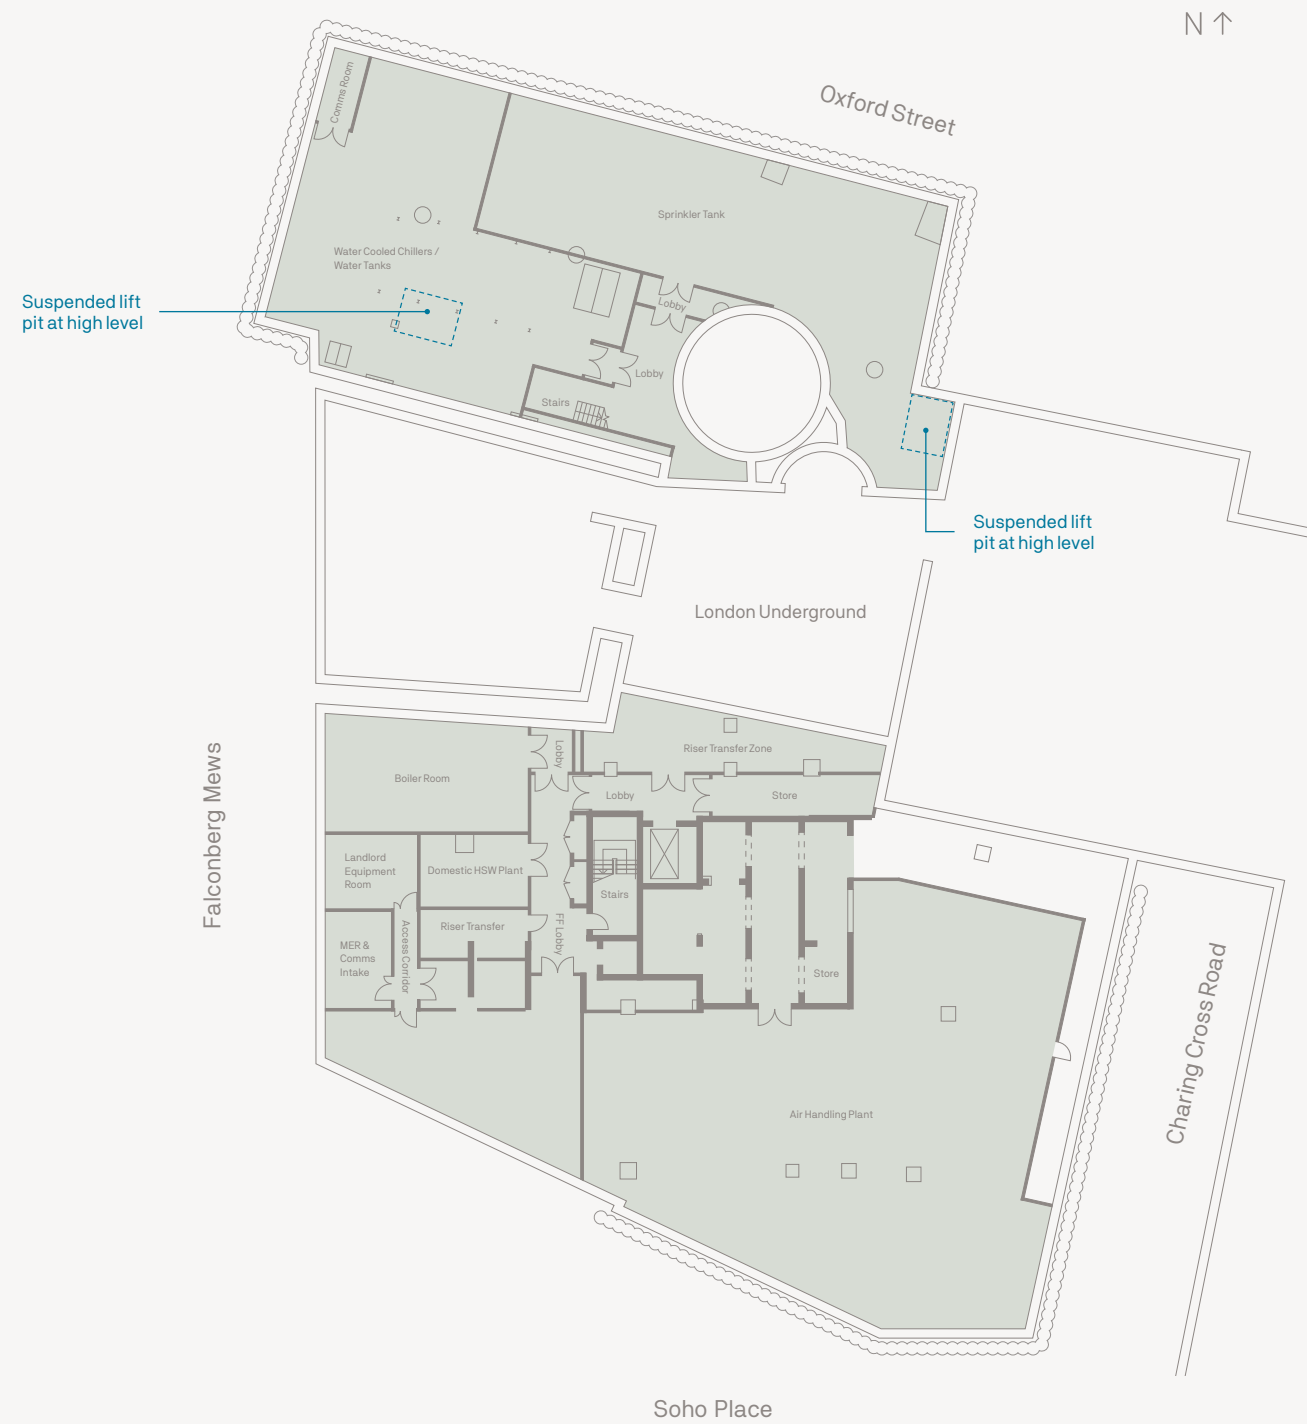 N
Oxford Street
Comms Room
Sprinkler Tank
Water Cooled Chillers /
Water Tanks
Suspended lift
pit at high level
Lobby
Lobby
Stairs
Suspended lift
pit at high level
London Underground
Falconberg Mews
Riser Transfer Zone
Lobby
Boiler Room
Lobby
Store
Landlord
Equipment
Room
Domestic HSW Plant
Stairs
Riser Transfer
FF Lobby
Access Corridor
MER &
Comms
Intake
Store
Charing Cross Road
Air Handling Plant
Soho Place